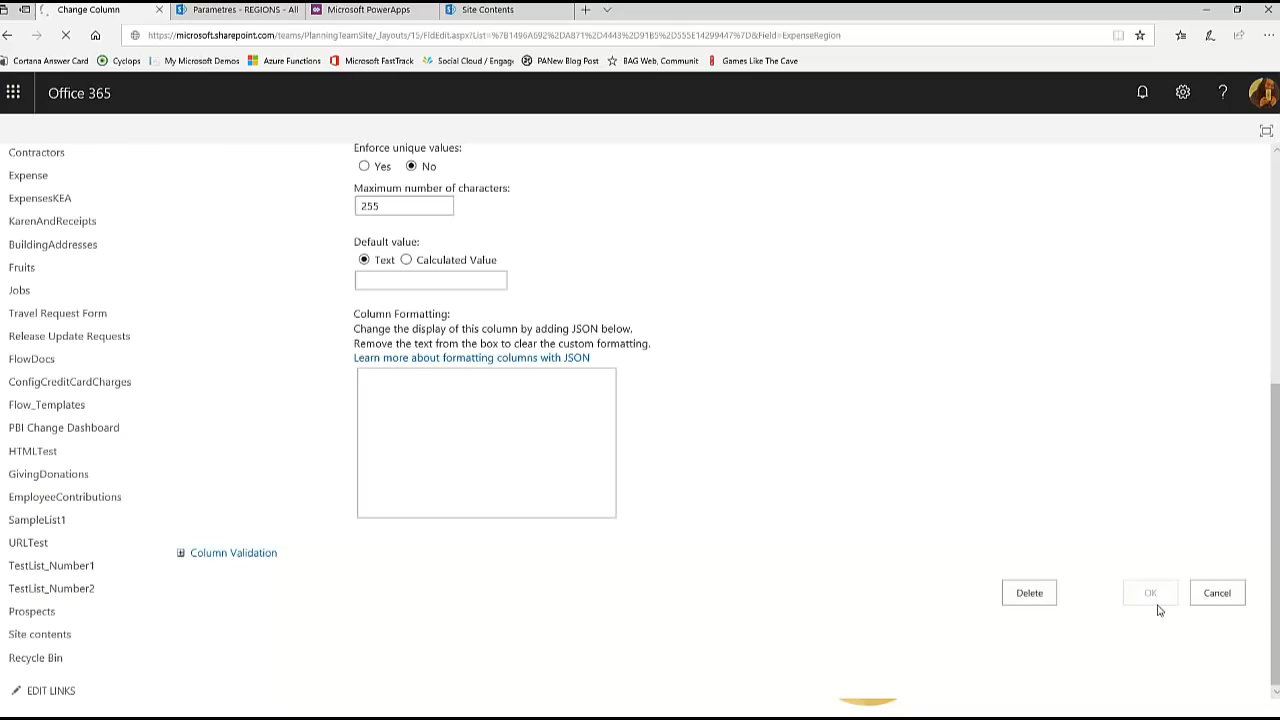 Change Column
Parametres - REGIONS - All
Microsoft PowerApps
Site Contents
https://microsoft.sharepoint.com/teams/PlanningTeamSite/_layouts/15/FldEdit.aspx?List=%7B1496A692%2DA871%2D4443%2D91B5%2D555E14299447%7D&Field=ExpenseRegion
Cortana Answer Card
Cyclops
My Microsoft Demos
Azure Functions
Microsoft FastTrack
Social Cloud / Engag
PANew Blog Post
BAG Web, Communit
Games Like The Cave
Office 365
Contractors
Expense
ExpensesKEA
KarenAndReceipts
BuildingAddresses
Fruits
Jobs
Travel Request Form
Release Update Requests
FlowDocs
ConfigCreditCardCharges
Flow_Templates
PBI Change Dashboard
HTMLTest
GivingDonations
EmployeeContributions
SampleList1
URLTest
TestList_Number1
TestList_Number2
Prospects
Site contents
Recycle Bin
EDIT LINKS
Enforce unique values:
Yes No
Maximum number of characters:
255
Default value:
Text Calculated Value
Column Formatting:
Change the display of this column by adding JSON below.
Remove the text from the box to clear the custom formatting.
Learn more about formatting columns with JSON
Column Validation
Delete
OK
Cancel